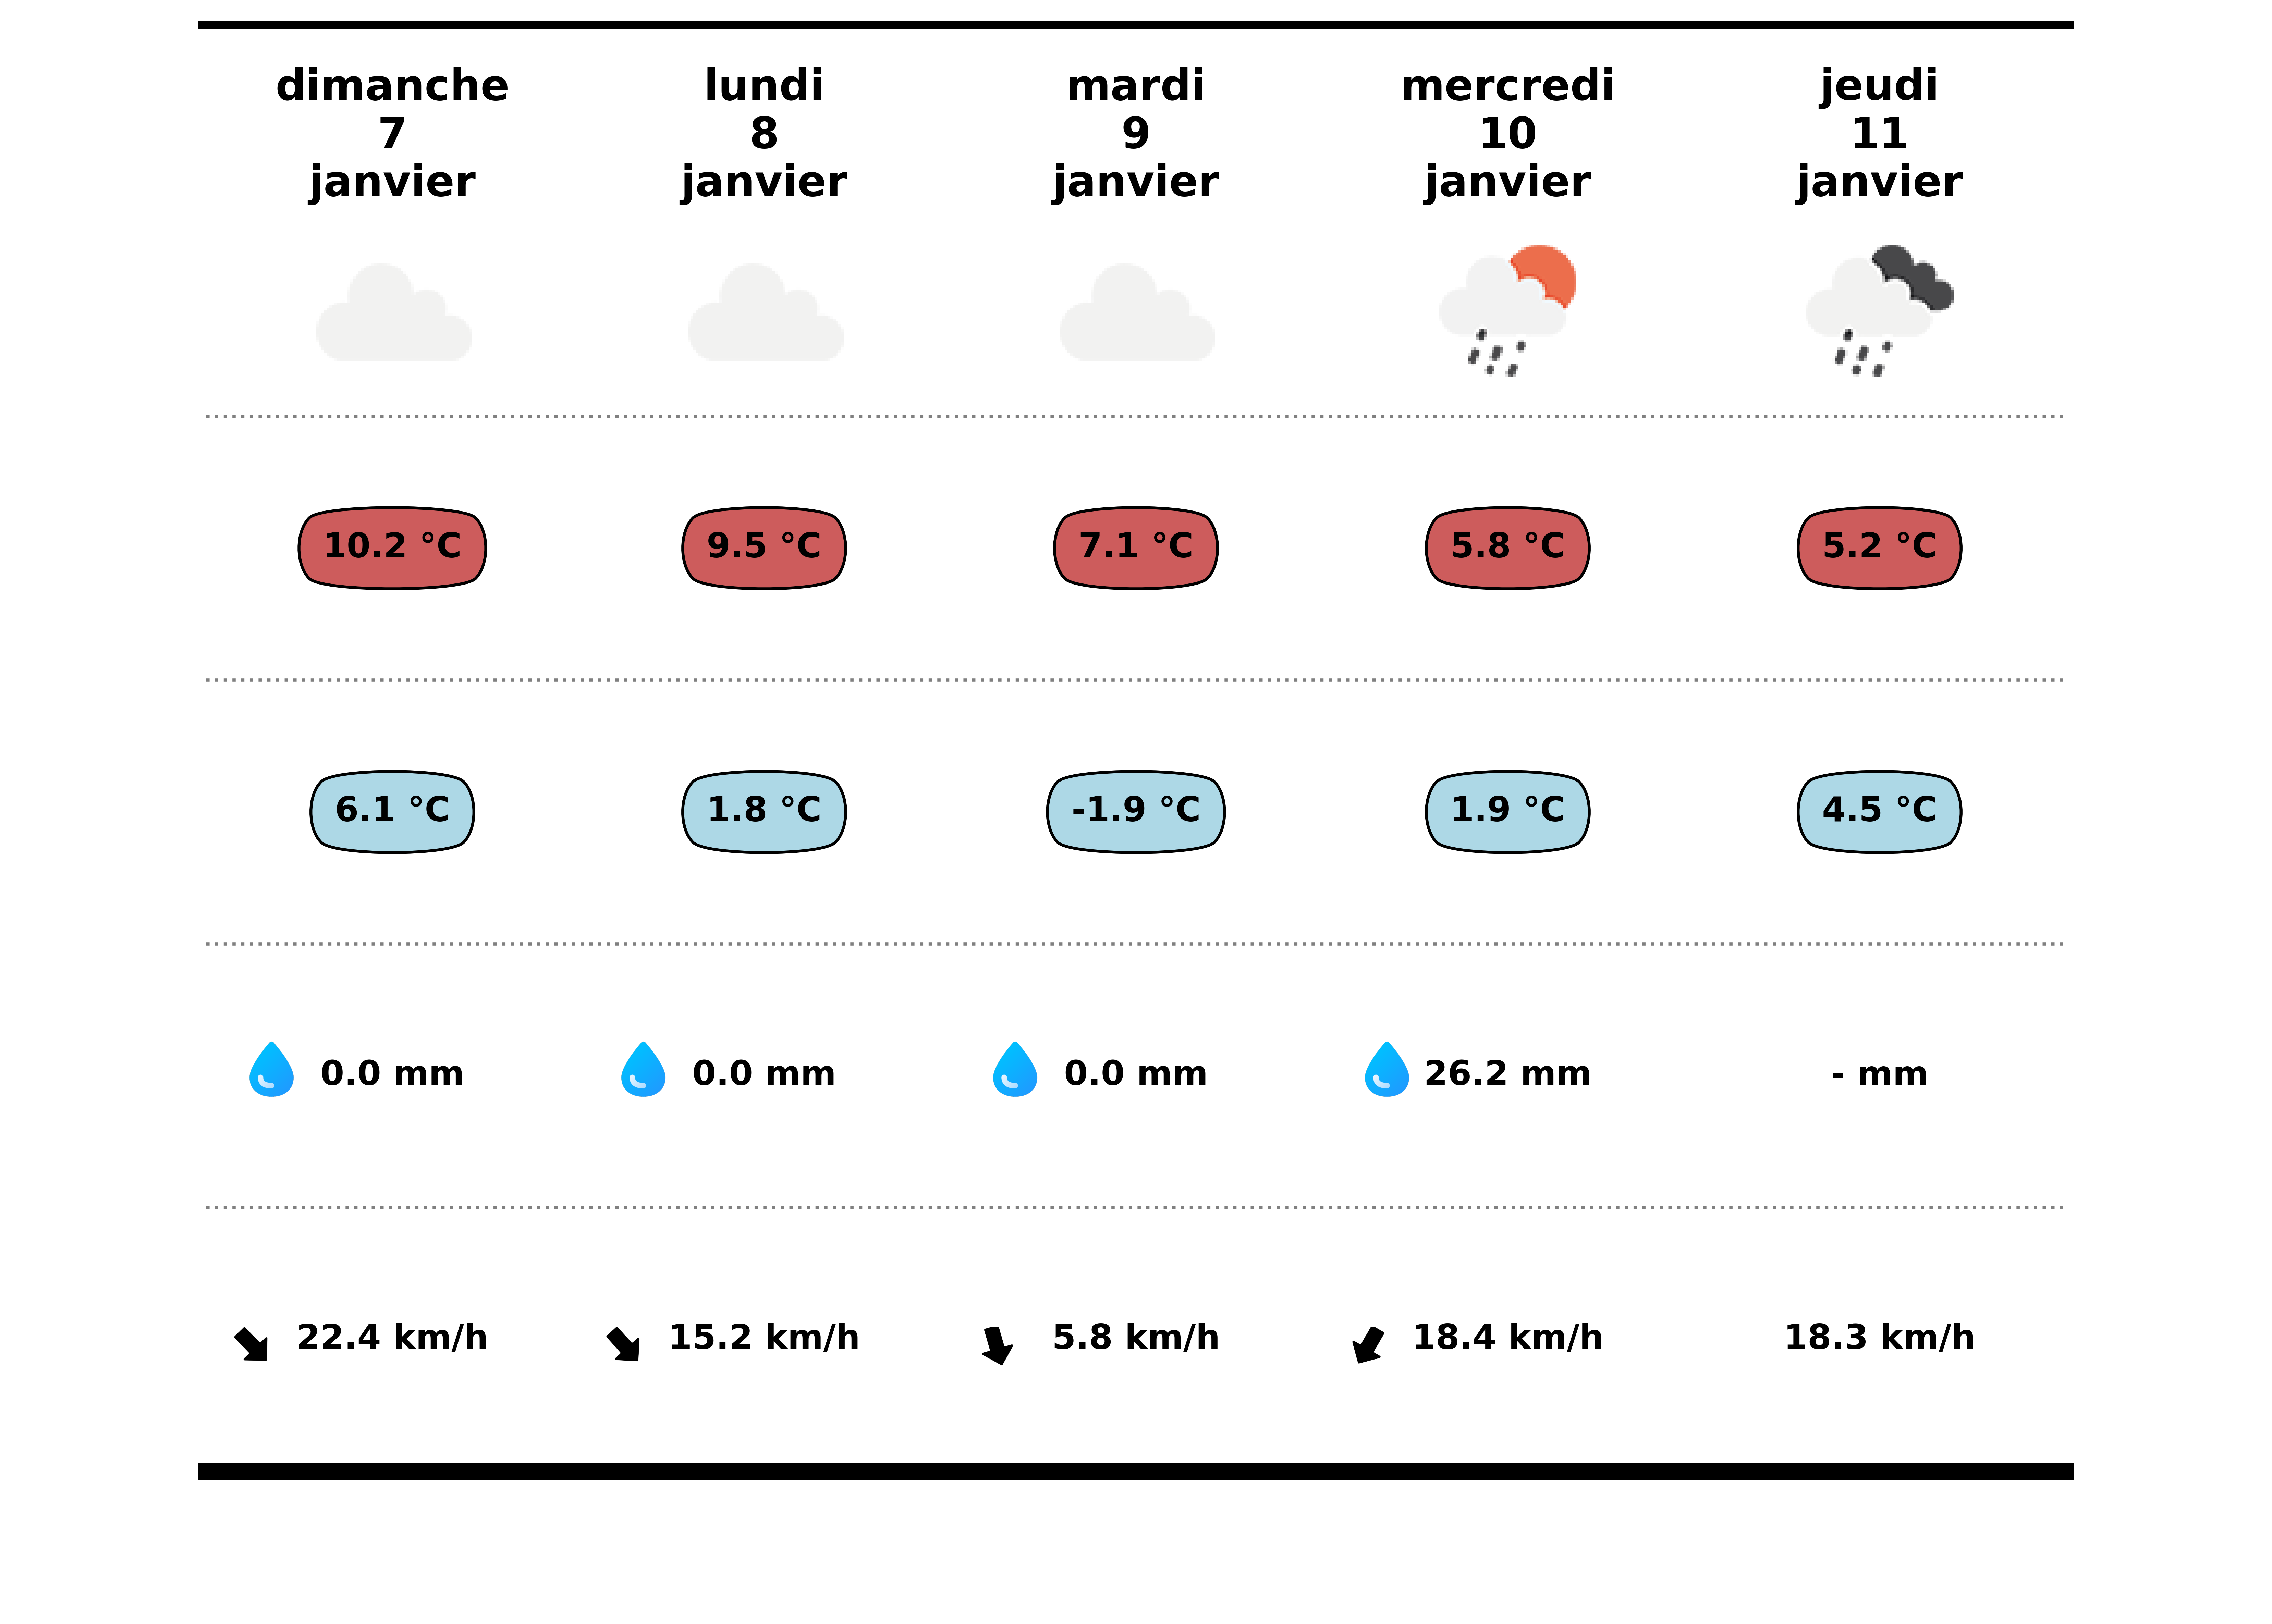 dimanche
7
janvier
lundi
8
janvier
mardi
9
janvier
mercredi
10
janvier
jeudi
11
janvier
10.2 °C
9.5 °C
7.1 °C
5.8 °C
5.2 °C
6.1 °C
1.8 °C
-1.9 °C
1.9 °C
4.5 °C
0.0 mm
0.0 mm
0.0 mm
26.2 mm
- mm
22.4 km/h
15.2 km/h
5.8 km/h
18.4 km/h
18.3 km/h